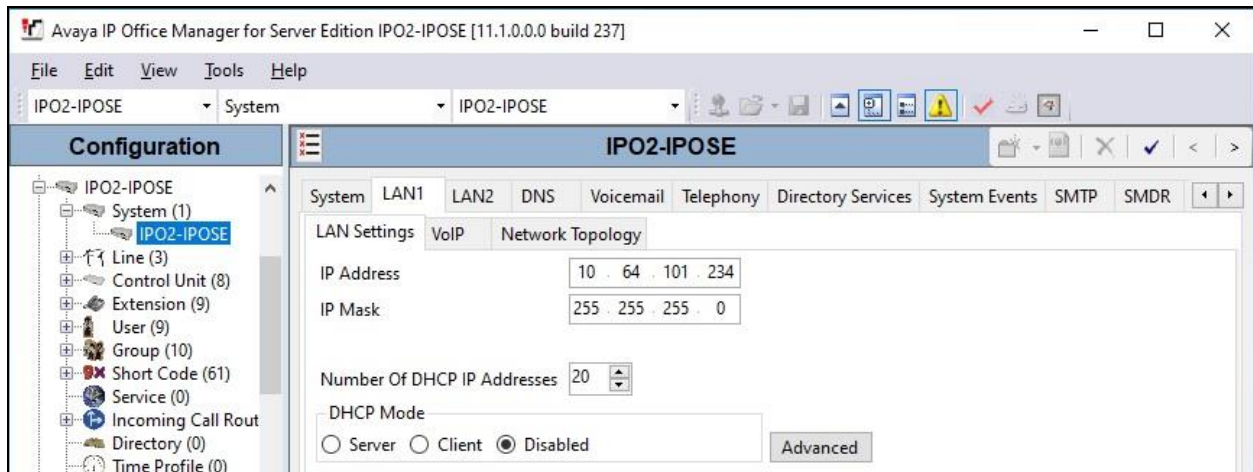 Avaya IP Office Manager for Server Edition IPO2-IPOSE [11.1.0.0.0 build 237]
File Edit View Tools Help
IPO2-IPOSE System IPO2-IPOSE
Configuration
IPO2-IPOSE
IPO2-IPOSE
System (1)
IPO2-IPOSE
Line (3)
Control Unit (8)
Extension (9)
User (9)
Group (10)
Short Code (61)
Service (0)
Incoming Call Rout
Directory (0)
Time Profile (0)
System LAN1 LAN2 DNS Voicemail Telephony Directory Services System Events SMTP SMDR
LAN Settings VoIP Network Topology
IP Address 10 . 64 . 101 . 234
IP Mask 255 . 255 . 255 . 0
Number Of DHCP IP Addresses 20
DHCP Mode
Server Client Disabled Advanced